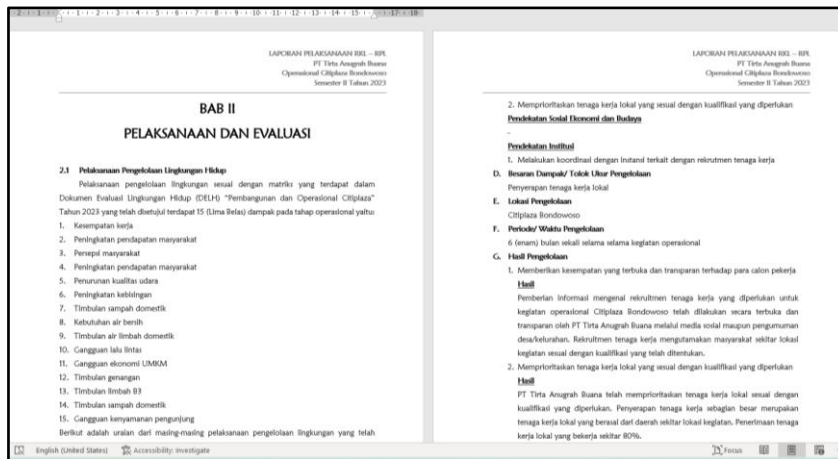 LAPORAN PELAKSANAAN RKL – RPL
PT Tirta Anugrah Buana
Operasional Citiplaza Bondowoso
Semester II Tahun 2023
BAB II
PELAKSANAAN DAN EVALUASI
2.1 Pelaksanaan Pengelolaan Lingkungan Hidup
Pelaksanaan pengelolaan lingkungan sesuai dengan matriks yang terdapat dalam
Dokumen Evaluasi Lingkungan Hidup (DELH) "Pembangunan dan Operasional Citiplaza"
Tahun 2023 yang telah disetujui terdapat 15 (Lima Belas) dampak pada tahap operasional yaitu:
1. Kesempatan kerja
2. Peningkatan pendapatan masyarakat
3. Persepsi masyarakat
4. Peningkatan pendapatan masyarakat
5. Penurunan kualitas udara
6. Peningkatan kebisingan
7. Timbulan sampah domestik
8. Kebutuhan air bersih
9. Timbulan air limbah domestik
10. Gangguan lalu lintas
11. Gangguan ekonomi UMKM
12. Timbulan genangan
13. Timbulan limbah B3
14. Timbulan sampah domestik
15. Gangguan kenyamanan pengunjung
Berikut adalah uraian dari masing-masing pelaksanaan pengelolaan lingkungan yang telah
LAPORAN PELAKSANAAN RKL – RPL
PT Tirta Anugrah Buana
Operasional Citiplaza Bondowoso
Semester II Tahun 2023
2. Memprioritaskan tenaga kerja lokal yang sesuai dengan kualifikasi yang diperlukan
Pendekatan Sosial Ekonomi dan Budaya
-
Pendekatan Institusi
1. Melakukan koordinasi dengan instansi terkait dengan rekrutmen tenaga kerja
D. Besaran Dampak/ Tolok Ukur Pengelolaan
Penyerapan tenaga kerja lokal
E. Lokasi Pengelolaan
Citiplaza Bondowoso
F. Periode/ Waktu Pengelolaan
6 (enam) bulan sekali selama selama kegiatan operasional
G. Hasil Pengelolaan
1. Memberikan kesempatan yang terbuka dan transparan terhadap para calon pekerja
Hasil
Pemberian informasi mengenai rekruitmen tenaga kerja yang diperlukan untuk
kegiatan operasional Citiplaza Bondowoso telah dilakukan secara terbuka dan
transparan oleh PT Tirta Anugrah Buana melalui media sosial maupun pengumuman
desa/kelurahan. Rekruitmen tenaga kerja mengutamakan masyarakat sekitar lokasi
kegiatan sesuai dengan kualifikasi yang telah ditentukan.
2. Memprioritaskan tenaga kerja lokal yang sesuai dengan kualifikasi yang diperlukan
Hasil
PT Tirta Anugrah Buana telah memprioritaskan tenaga kerja lokal sesuai dengan
kualifikasi yang diperlukan. Penyerapan tenaga kerja sebagian besar merupakan
tenaga kerja lokal yang berasal dari daerah sekitar lokasi kegiatan. Penerimaan tenaga
kerja lokal yang bekerja sekitar 80%.
English (United States) Accessibility: Investigate Focus